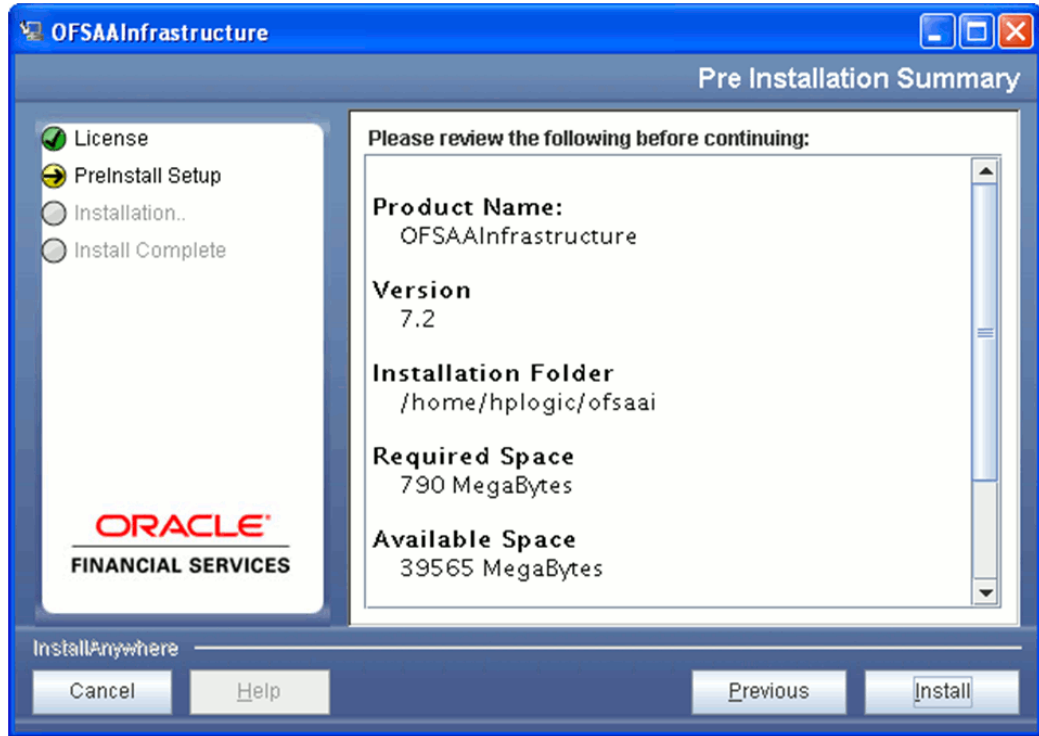 OFSAAInfrastructure
Pre Installation Summary
License
PreInstall Setup
Installation..
Install Complete
ORACLE
FINANCIAL SERVICES
Please review the following before continuing:
Product Name:
OFSAAInfrastructure
Version
7.2
Installation Folder
/home/hplogic/ofsaai
Required Space
790 MegaBytes
Available Space
39565 MegaBytes
InstallAnywhere
Cancel
Help
Previous
Install